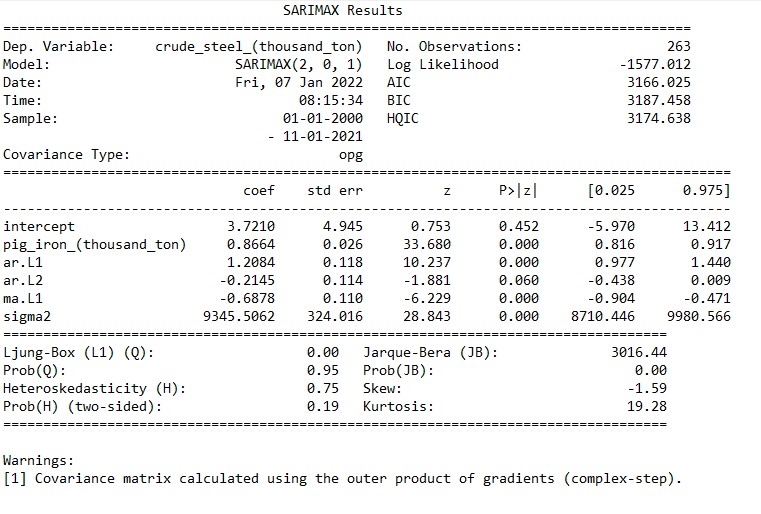 SARIMAX Results
==============================================================================
Dep. Variable: crude_steel_(thousand_ton) No. Observations: 263
Model: SARIMAX(2, 0, 1) Log Likelihood -1577.012
Date: Fri, 07 Jan 2022 AIC 3166.025
Time: 08:15:34 BIC 3187.458
Sample: 01-01-2000 HQIC 3174.638
- 11-01-2021
Covariance Type: opg
==============================================================================
coef std err z P>|z| [0.025 0.975]
------------------------------------------------------------------------------
intercept 3.7210 4.945 0.753 0.452 -5.970 13.412
pig_iron_(thousand_ton) 0.8664 0.026 33.680 0.000 0.816 0.917
ar.L1 1.2084 0.118 10.237 0.000 0.977 1.440
ar.L2 -0.2145 0.114 -1.881 0.060 -0.438 0.009
ma.L1 -0.6878 0.110 -6.229 0.000 -0.904 -0.471
sigma2 9345.5062 324.016 28.843 0.000 8710.446 9980.566
==============================================================================
Ljung-Box (L1) (Q): 0.00 Jarque-Bera (JB): 3016.44
Prob(Q): 0.95 Prob(JB): 0.00
Heteroskedasticity (H): 0.75 Skew: -1.59
Prob(H) (two-sided): 0.19 Kurtosis: 19.28
==============================================================================
Warnings:
[1] Covariance matrix calculated using the outer product of gradients (complex-step).